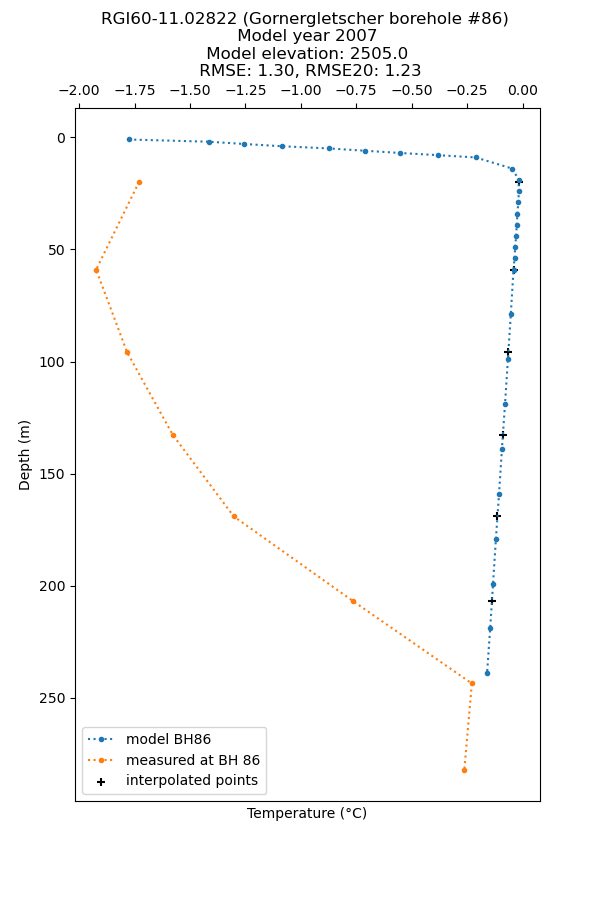 RGI60-11.02822 (Gornergletscher borehole #86)
Model year 2007
Model elevation: 2505.0
RMSE: 1.30, RMSE20: 1.23
−2.00 −1.75 −1.50 −1.25 −1.00 −0.75 −0.50 −0.25 0.00
0
50
100
150
200
250
Depth (m)
model BH86
measured at BH 86
interpolated points
Temperature (°C)